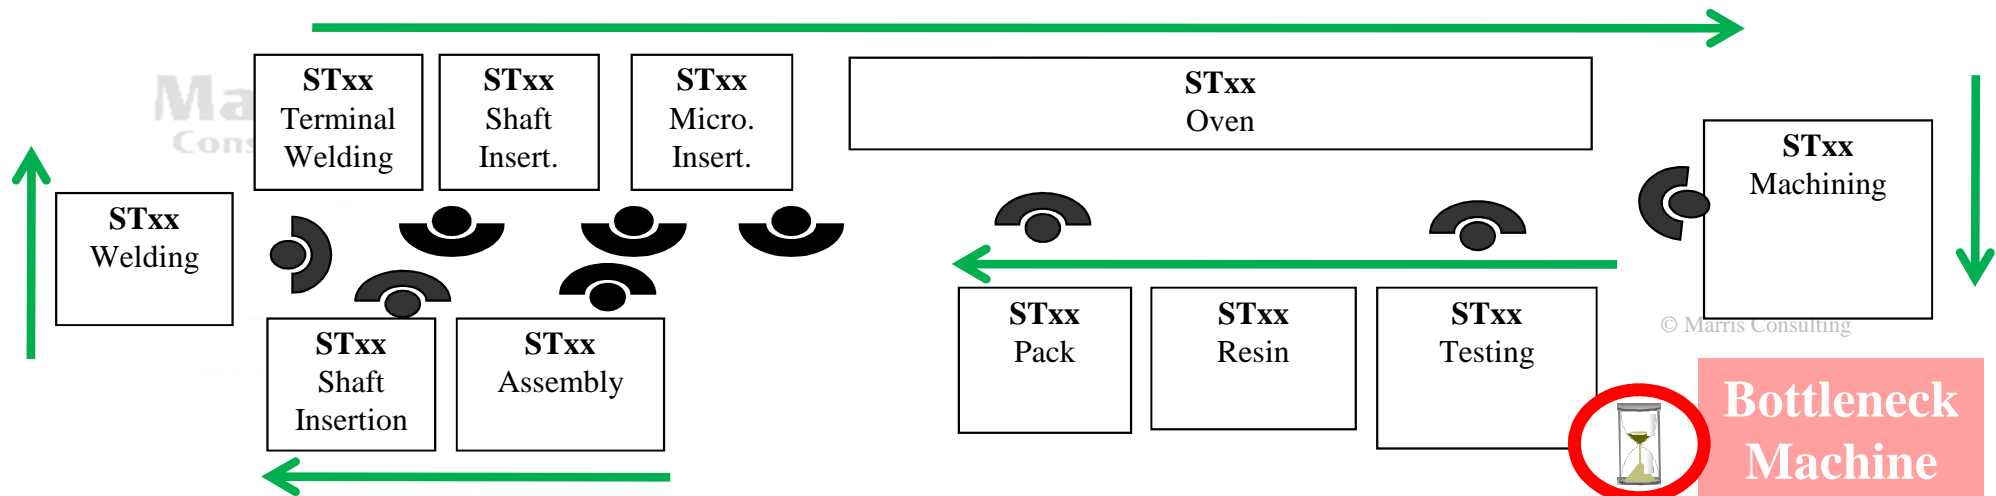 STxx
Terminal
Welding
STxx
Shaft
Insert.
STxx
Micro.
Insert.
STxx
Oven
STxx
Machining
STxx
Welding
STxx
Shaft
Insertion
STxx
Assembly
STxx
Pack
STxx
Resin
STxx
Testing
© Marris Consulting
Bottleneck
Machine